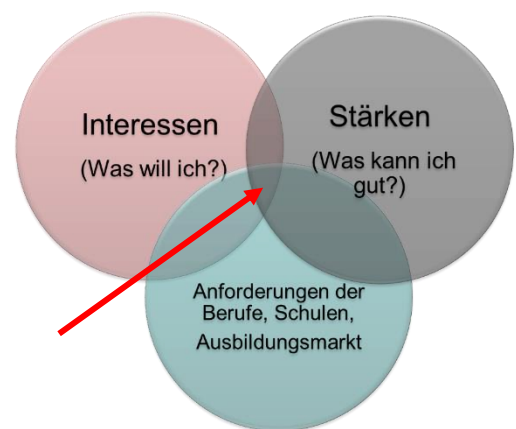 Interessen
(Was will ich?)
Stärken
(Was kann ich
gut?)
Anforderungen der
Berufe, Schulen,
Ausbildungsmarkt